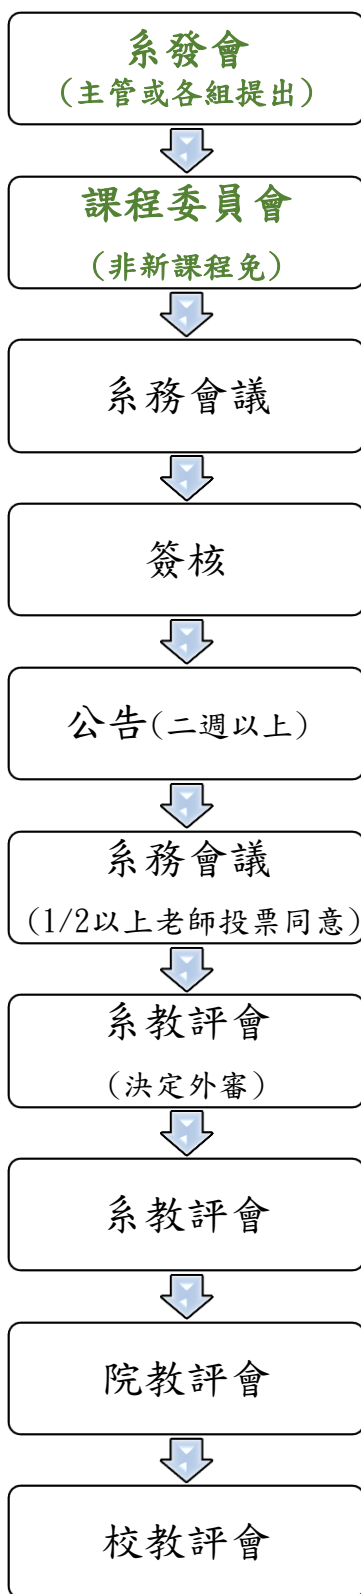 系發會
(主管或各組提出)
課程委員會
(非新課程免)
系務會議
簽核
公告(二週以上)
系務會議
(1/2以上老師投票同意)
系教評會
(決定外審)
系教評會
院教評會
校教評會